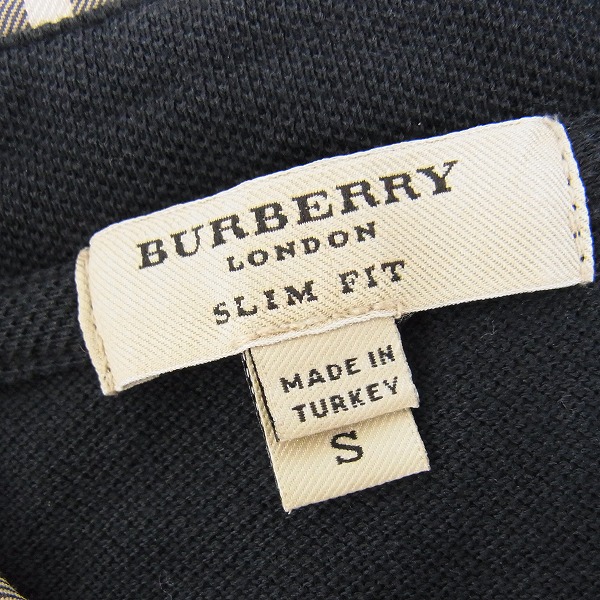 BURBERRY
LONDON
SLIM FIT
MADE IN
TURKEY
S